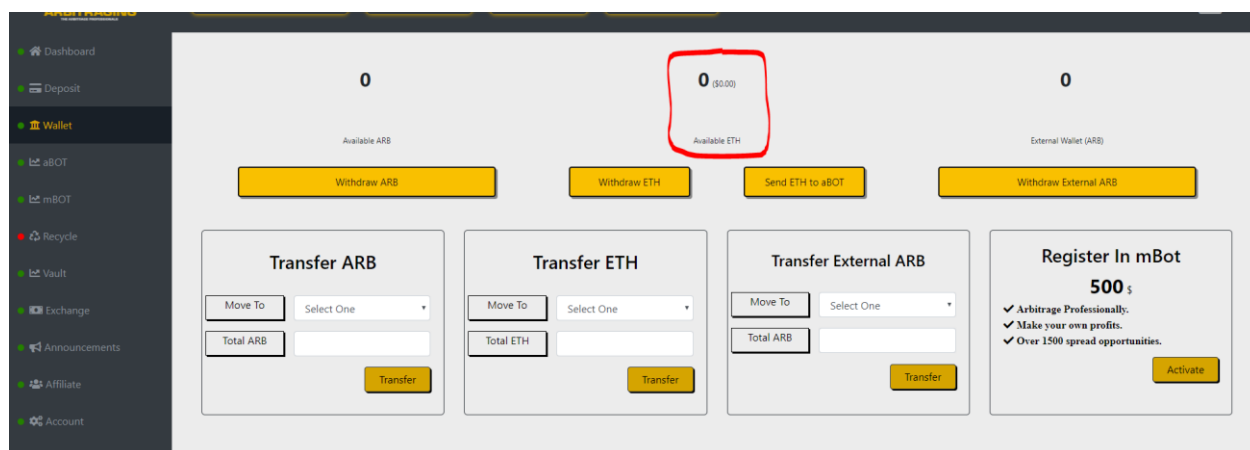 ARBITRAGING
Dashboard
Deposit
Wallet
aBOT
mBOT
Recycle
Vault
Exchange
Announcements
Affiliate
Account
0
0 ($0.00)
0
Available ARB
Available ETH
External Wallet (ARB)
Withdraw ARB
Withdraw ETH
Send ETH to aBOT
Withdraw External ARB
Transfer ARB
Move To
Select One
Total ARB
Transfer
Transfer ETH
Move To
Select One
Total ETH
Transfer
Transfer External ARB
Move To
Select One
Total ARB
Transfer
Register In mBot
500 $
Arbitrage Professionally.
Make your own profits.
Over 1500 spread opportunities.
Activate